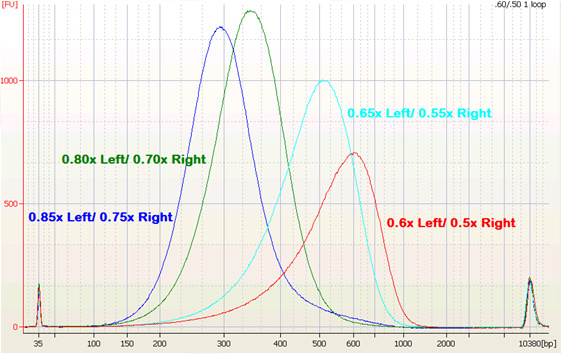 [FU]
.60/.50 1 loop
1000
0.65x Left/ 0.55x Right
0.80x Left/ 0.70x Right
500
0.85x Left/ 0.75x Right
0.6x Left/ 0.5x Right
0
35 100 150 200 300 400 500 600 1000 2000 10380 [bp]